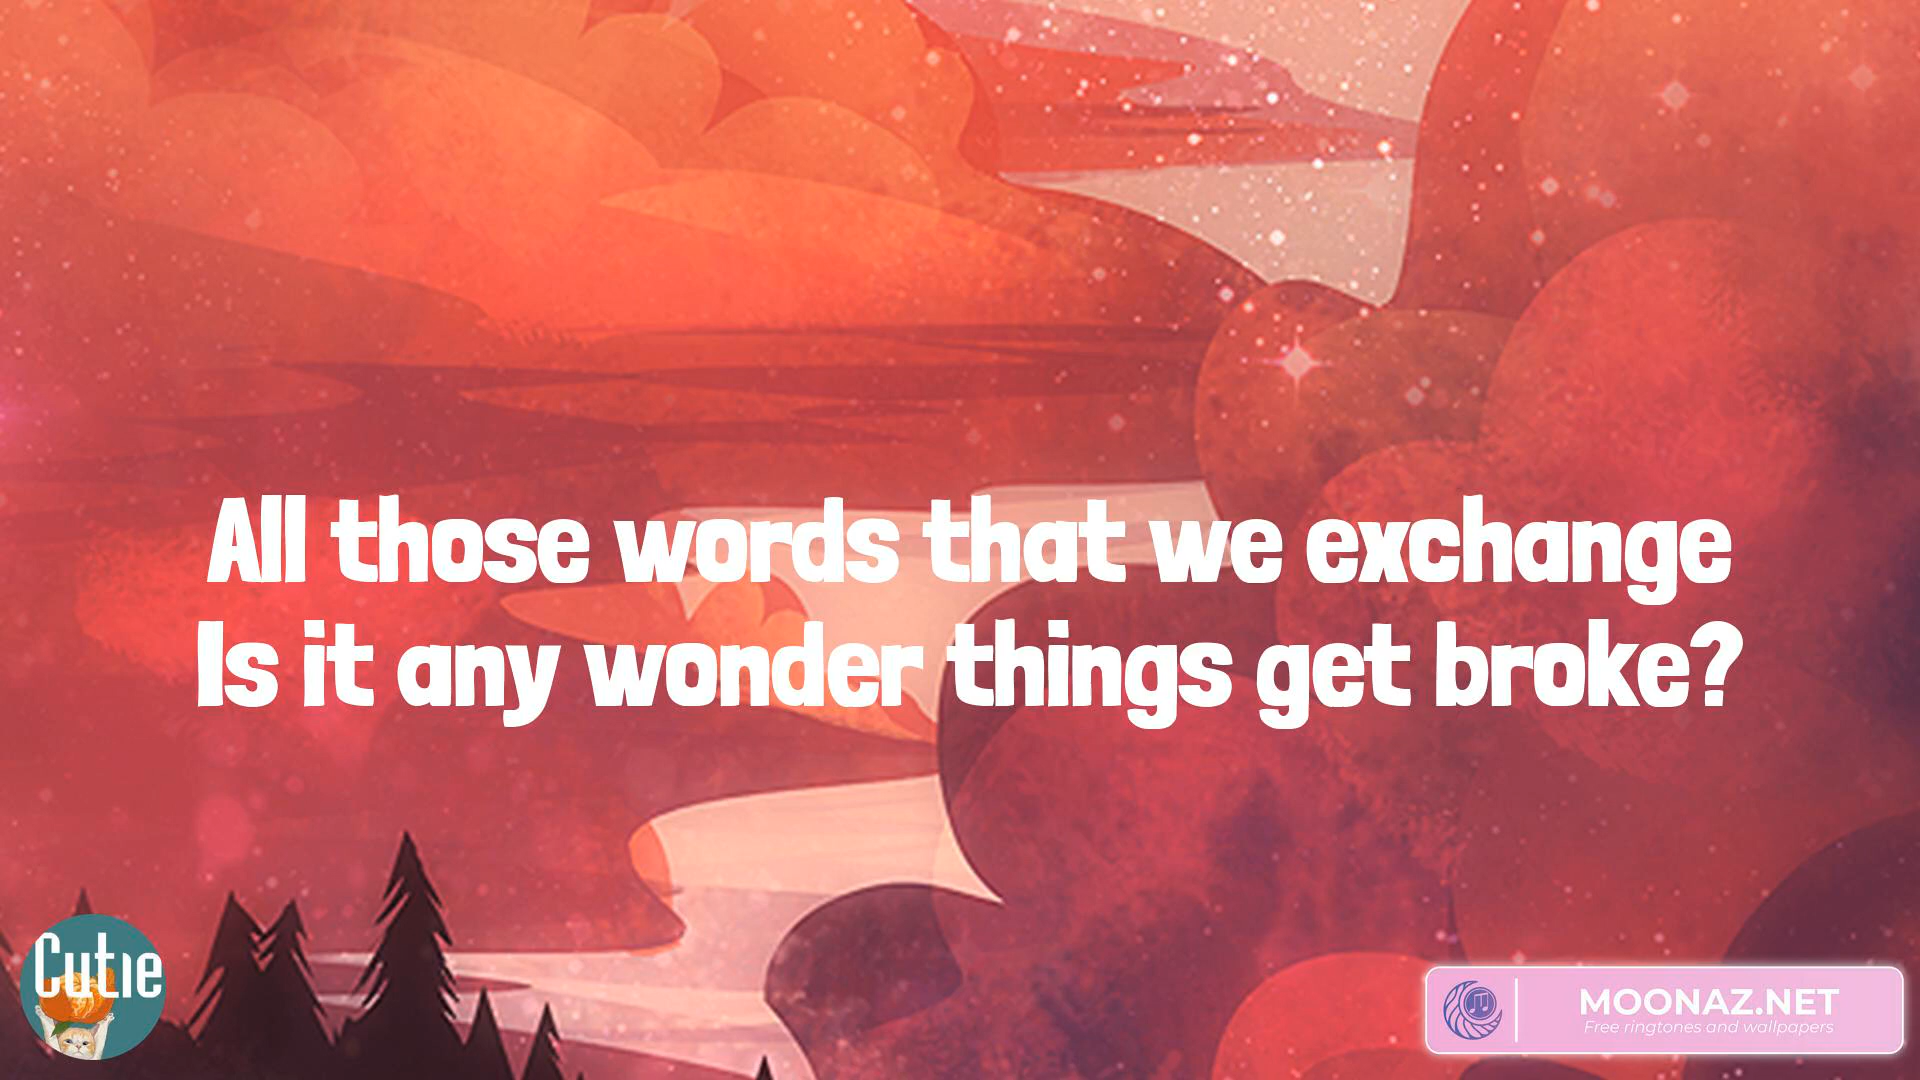 All those words that we exchange
Is it any wonder things get broke?
Cutie
MOONAZ.NET
Free ringtones and wallpapers